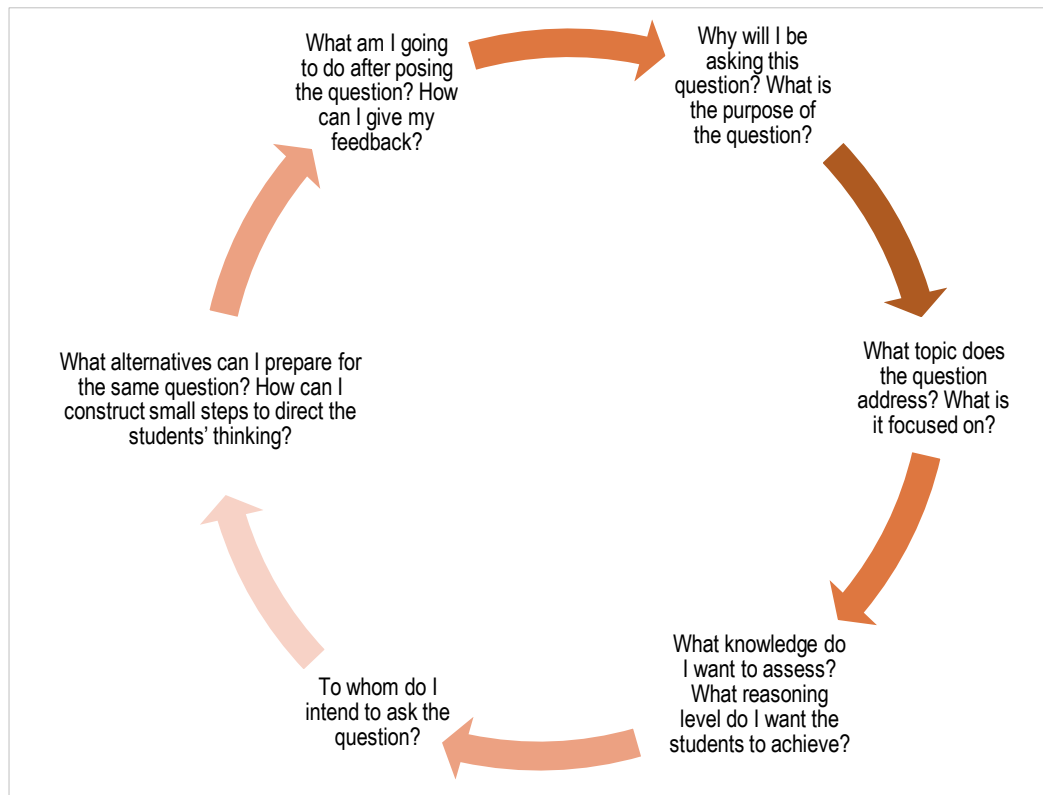 What am I going
to do after posing
the question? How
can I give my
feedback?
Why will I be
asking this
question? What is
the purpose of
the question?
What topic does
the question
address? What is
it focused on?
What knowledge do
I want to assess?
What reasoning
level do I want the
students to achieve?
To whom do I
intend to ask the
question?
What alternatives can I prepare for
the same question? How can I
construct small steps to direct the
students’ thinking?